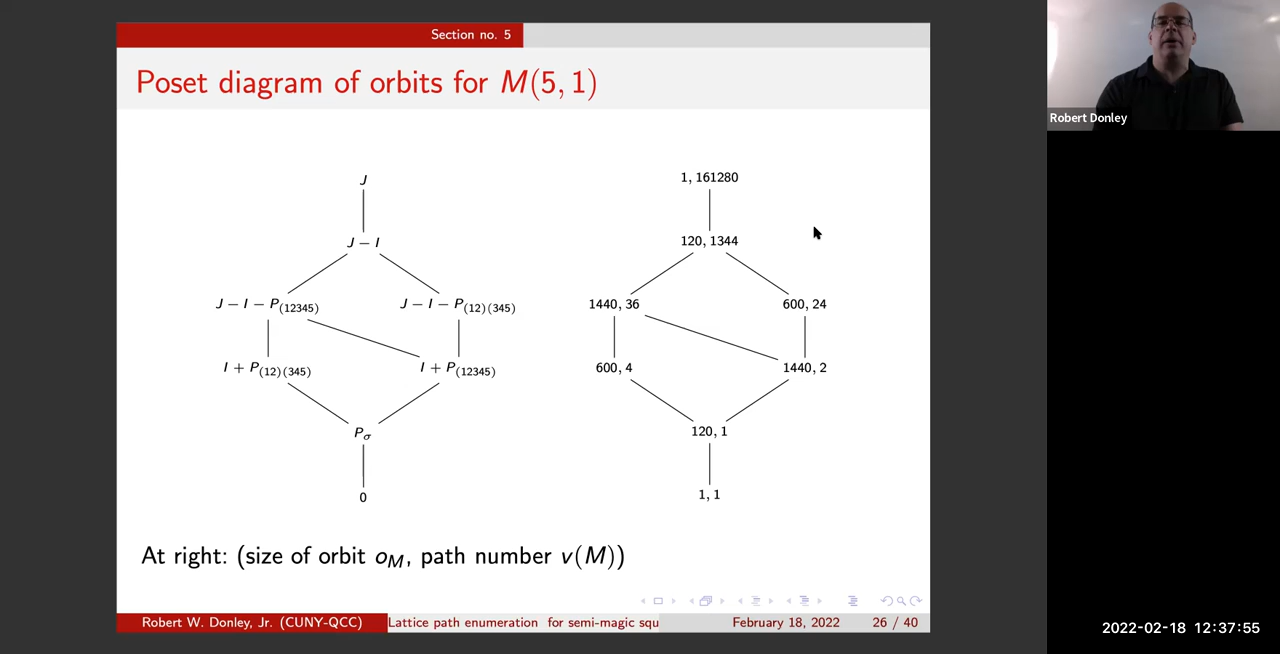 Section no. 5
Poset diagram of orbits for M(5, 1)
J
J − I
J − I − P(12345)
J − I − P(12)(345)
I + P(12)(345)
I + P(12345)
Pσ
0
1, 161280
120, 1344
1440, 36
600, 24
600, 4
1440, 2
120, 1
1, 1
At right: (size of orbit oM, path number v(M))
Robert W. Donley, Jr. (CUNY-QCC)
Lattice path enumeration for semi-magic squ
February 18, 2022
26 / 40
Robert Donley
2022-02-18 12:37:55